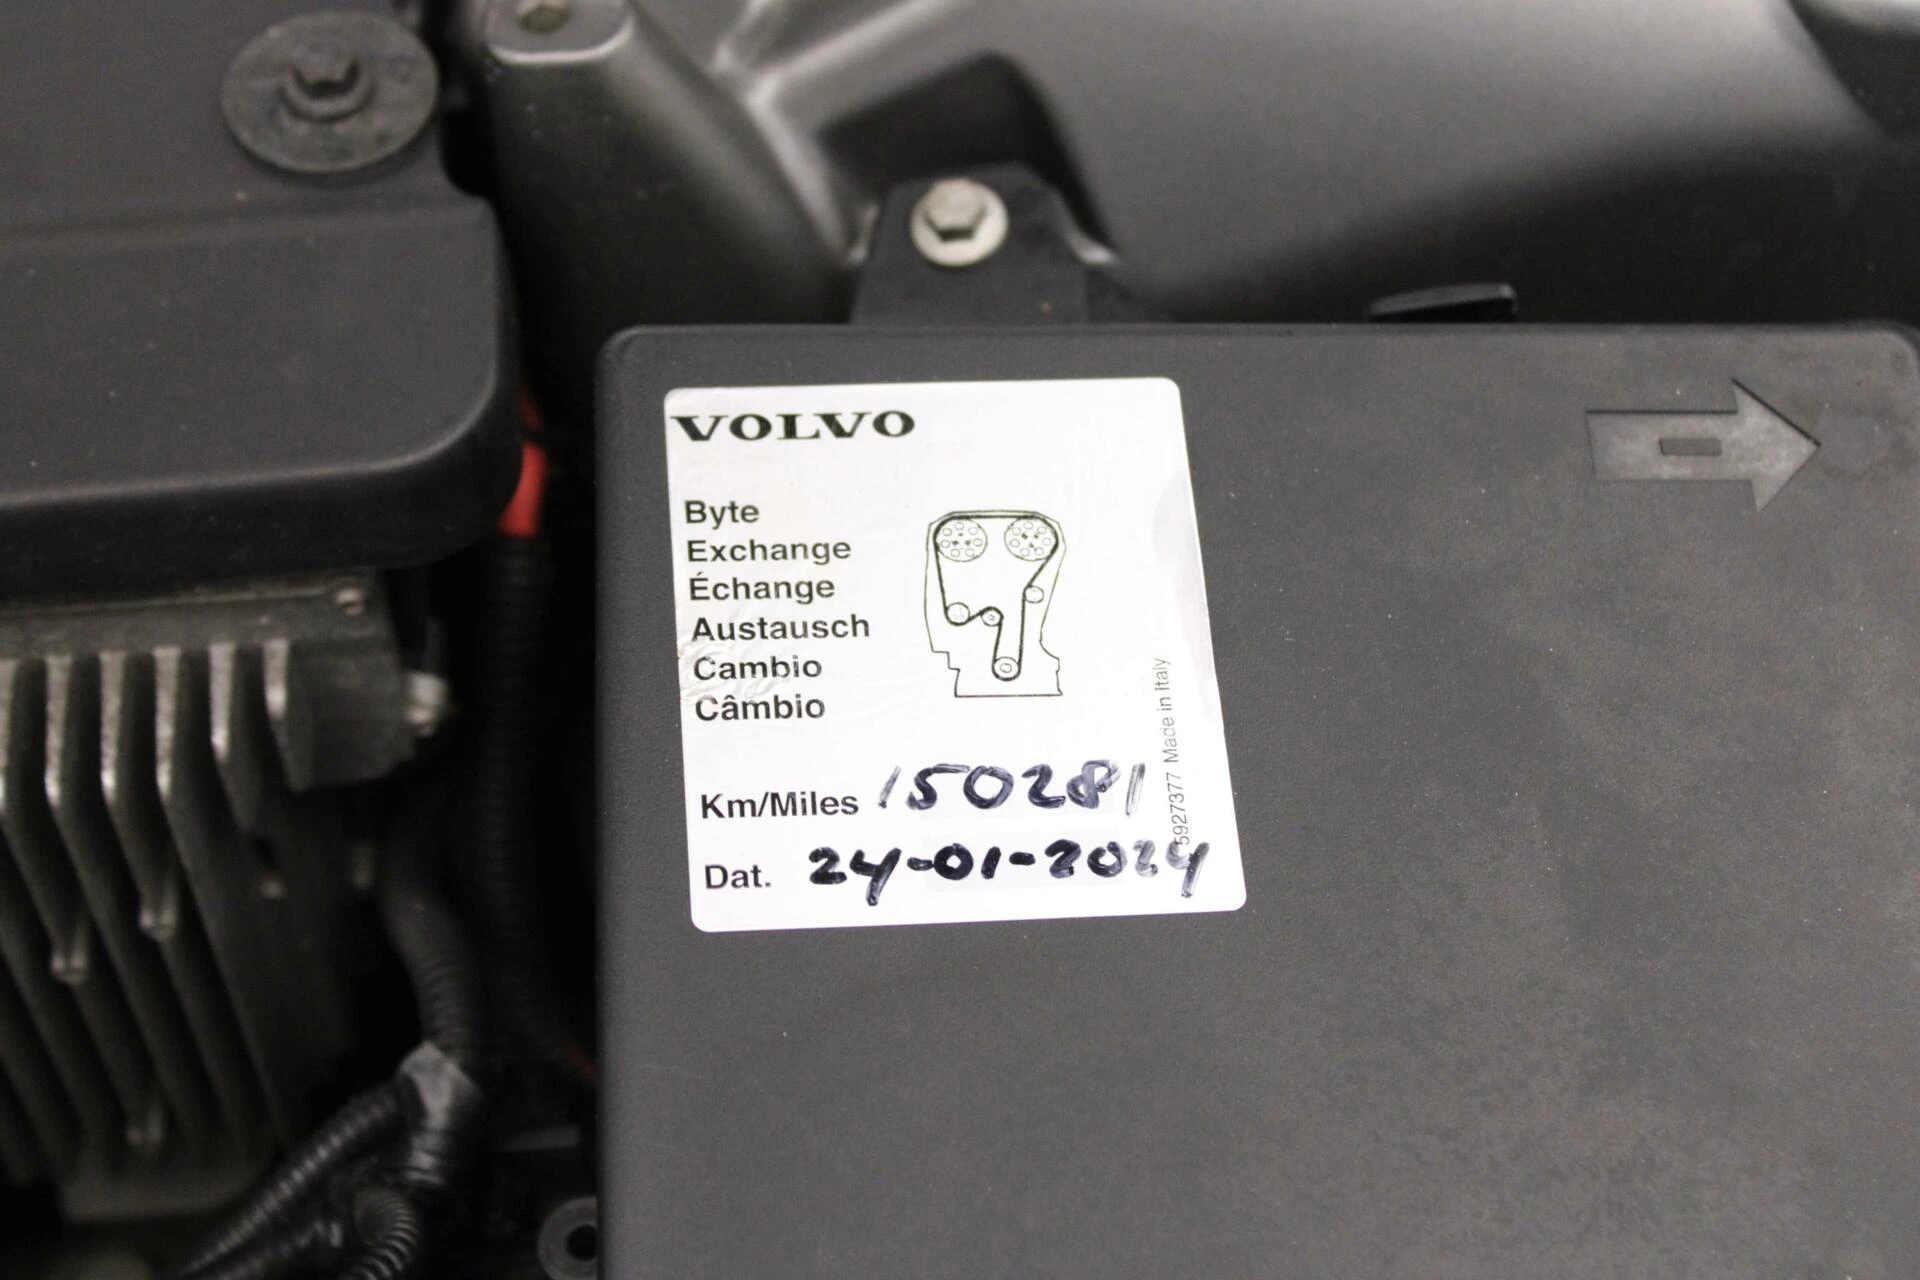 VOLVO
Byte
Exchange
Échange
Austausch
Cambio
Câmbio
Km/Miles 150281
Dat. 24-01-2024
5927377 Made in Italy